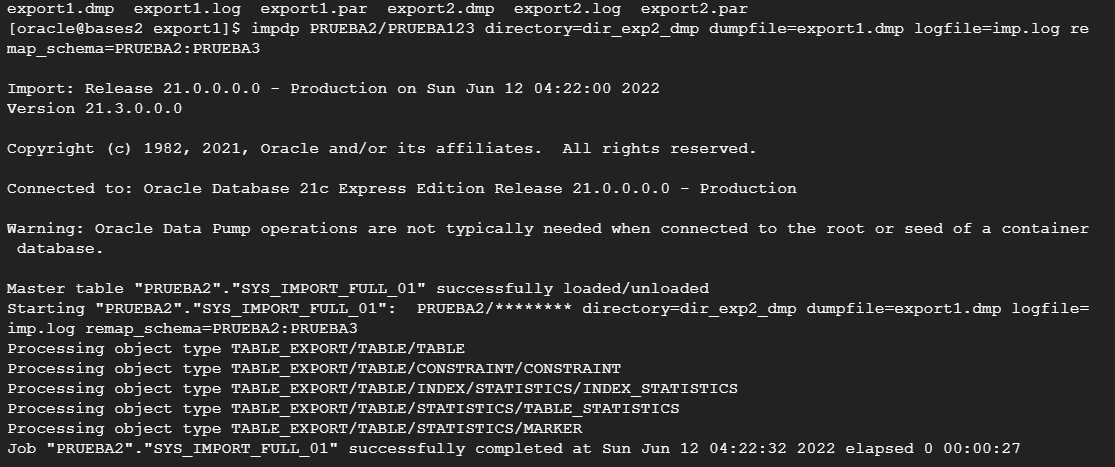 export1.dmp  export1.log  export1.par  export2.dmp  export2.log  export2.par
[oracle@bases2 export1]$ impdp PRUEBA2/PRUEBA123 directory=dir_exp2_dmp dumpfile=export1.dmp logfile=imp.log re
map_schema=PRUEBA2:PRUEBA3
Import: Release 21.0.0.0.0 - Production on Sun Jun 12 04:22:00 2022
Version 21.3.0.0.0
Copyright (c) 1982, 2021, Oracle and/or its affiliates.  All rights reserved.
Connected to: Oracle Database 21c Express Edition Release 21.0.0.0.0 - Production
Warning: Oracle Data Pump operations are not typically needed when connected to the root or seed of a container
 database.
Master table "PRUEBA2"."SYS_IMPORT_FULL_01" successfully loaded/unloaded
Starting "PRUEBA2"."SYS_IMPORT_FULL_01":  PRUEBA2/******** directory=dir_exp2_dmp dumpfile=export1.dmp logfile=
imp.log remap_schema=PRUEBA2:PRUEBA3
Processing object type TABLE_EXPORT/TABLE/TABLE
Processing object type TABLE_EXPORT/TABLE/CONSTRAINT/CONSTRAINT
Processing object type TABLE_EXPORT/TABLE/INDEX/STATISTICS/INDEX_STATISTICS
Processing object type TABLE_EXPORT/TABLE/STATISTICS/TABLE_STATISTICS
Processing object type TABLE_EXPORT/TABLE/STATISTICS/MARKER
Job "PRUEBA2"."SYS_IMPORT_FULL_01" successfully completed at Sun Jun 12 04:22:32 2022 elapsed 0 00:00:27